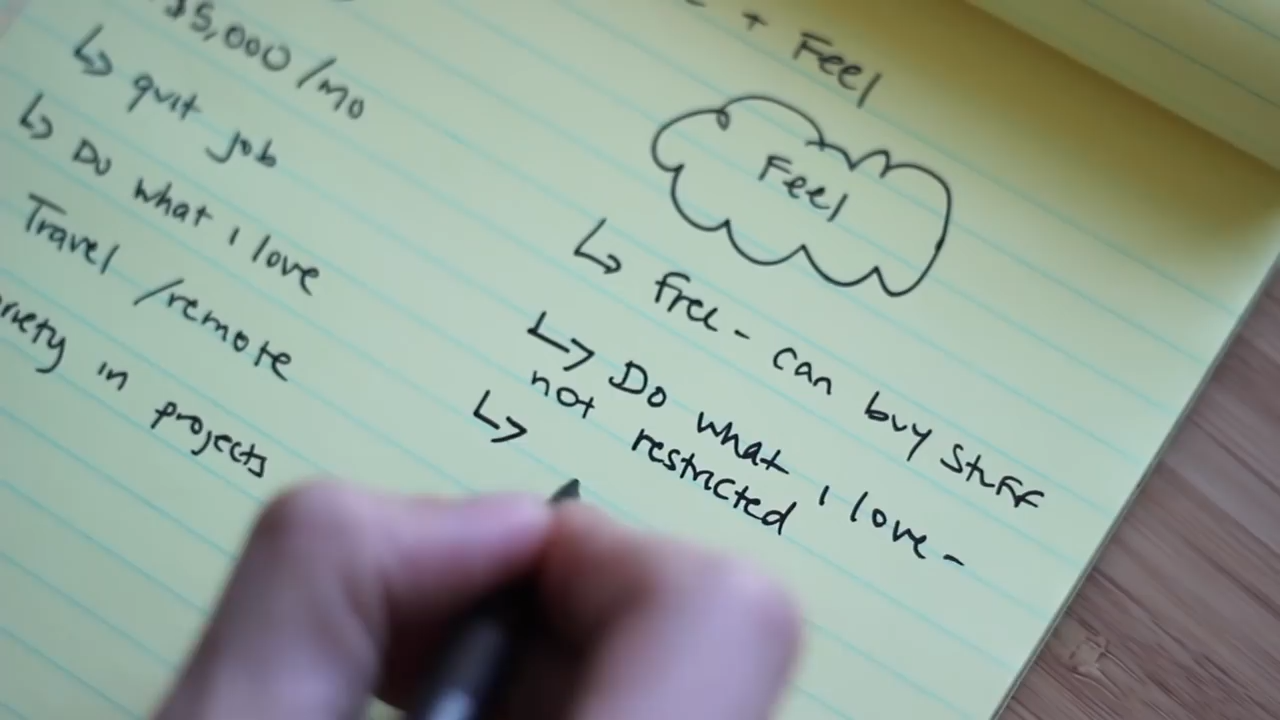 $5,000/mo
↳ quit job
↳ Do what I love
Travel/remote
in projects
+ Feel
Feel
↳ free - can buy stuff
↳ Do what I love -
not restricted
↳